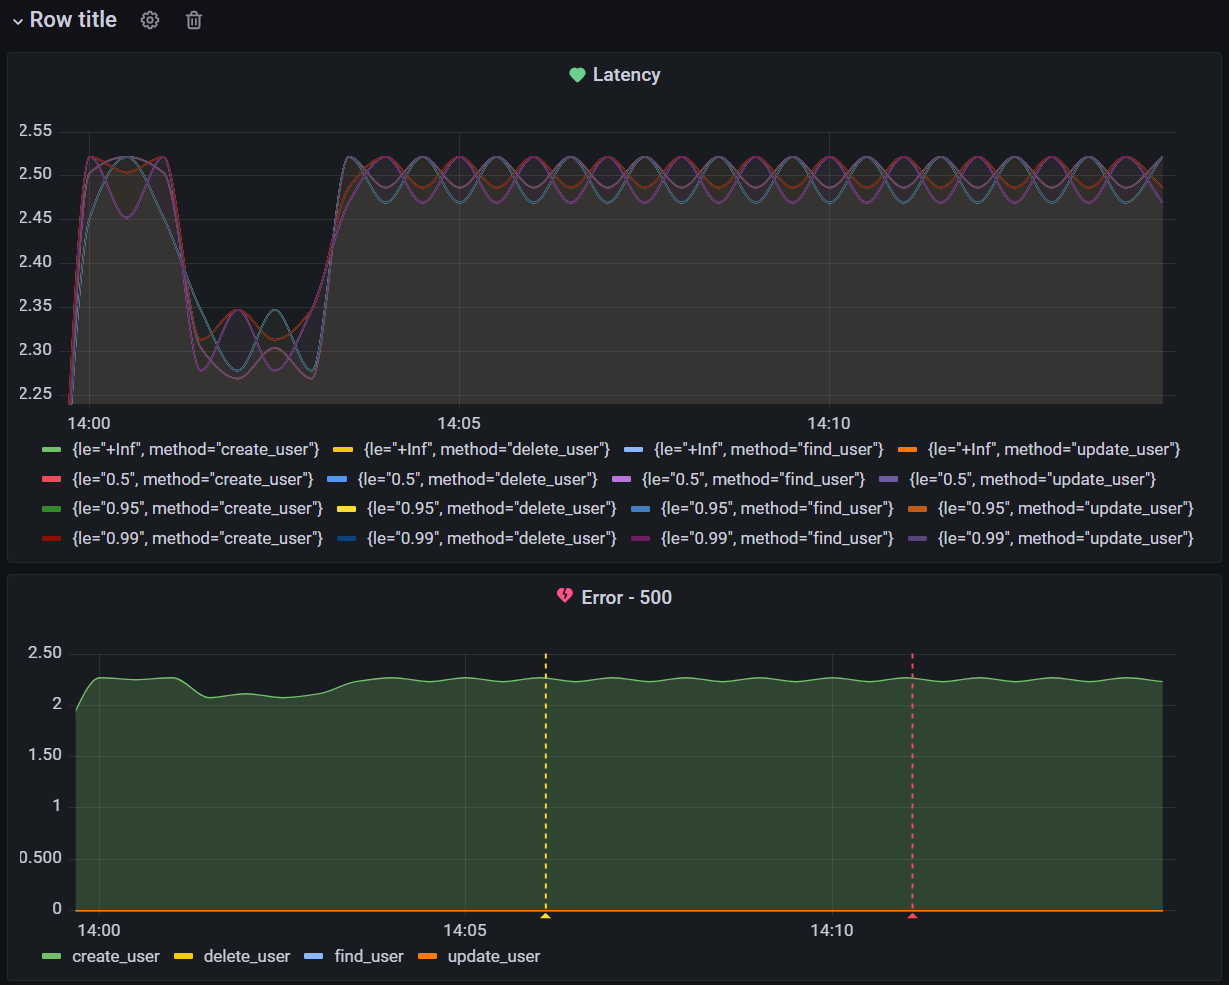 Row title
Latency
2.55
2.50
2.45
2.40
2.35
2.30
2.25
14:00 14:05 14:10
{le="+Inf", method="create_user"} {le="+Inf", method="delete_user"} {le="+Inf", method="find_user"} {le="+Inf", method="update_user"}
{le="0.5", method="create_user"} {le="0.5", method="delete_user"} {le="0.5", method="find_user"} {le="0.5", method="update_user"}
{le="0.95", method="create_user"} {le="0.95", method="delete_user"} {le="0.95", method="find_user"} {le="0.95", method="update_user"}
{le="0.99", method="create_user"} {le="0.99", method="delete_user"} {le="0.99", method="find_user"} {le="0.99", method="update_user"}
Error - 500
2.50
2
1.50
1
0.500
0
14:00 14:05 14:10
create_user delete_user find_user update_user